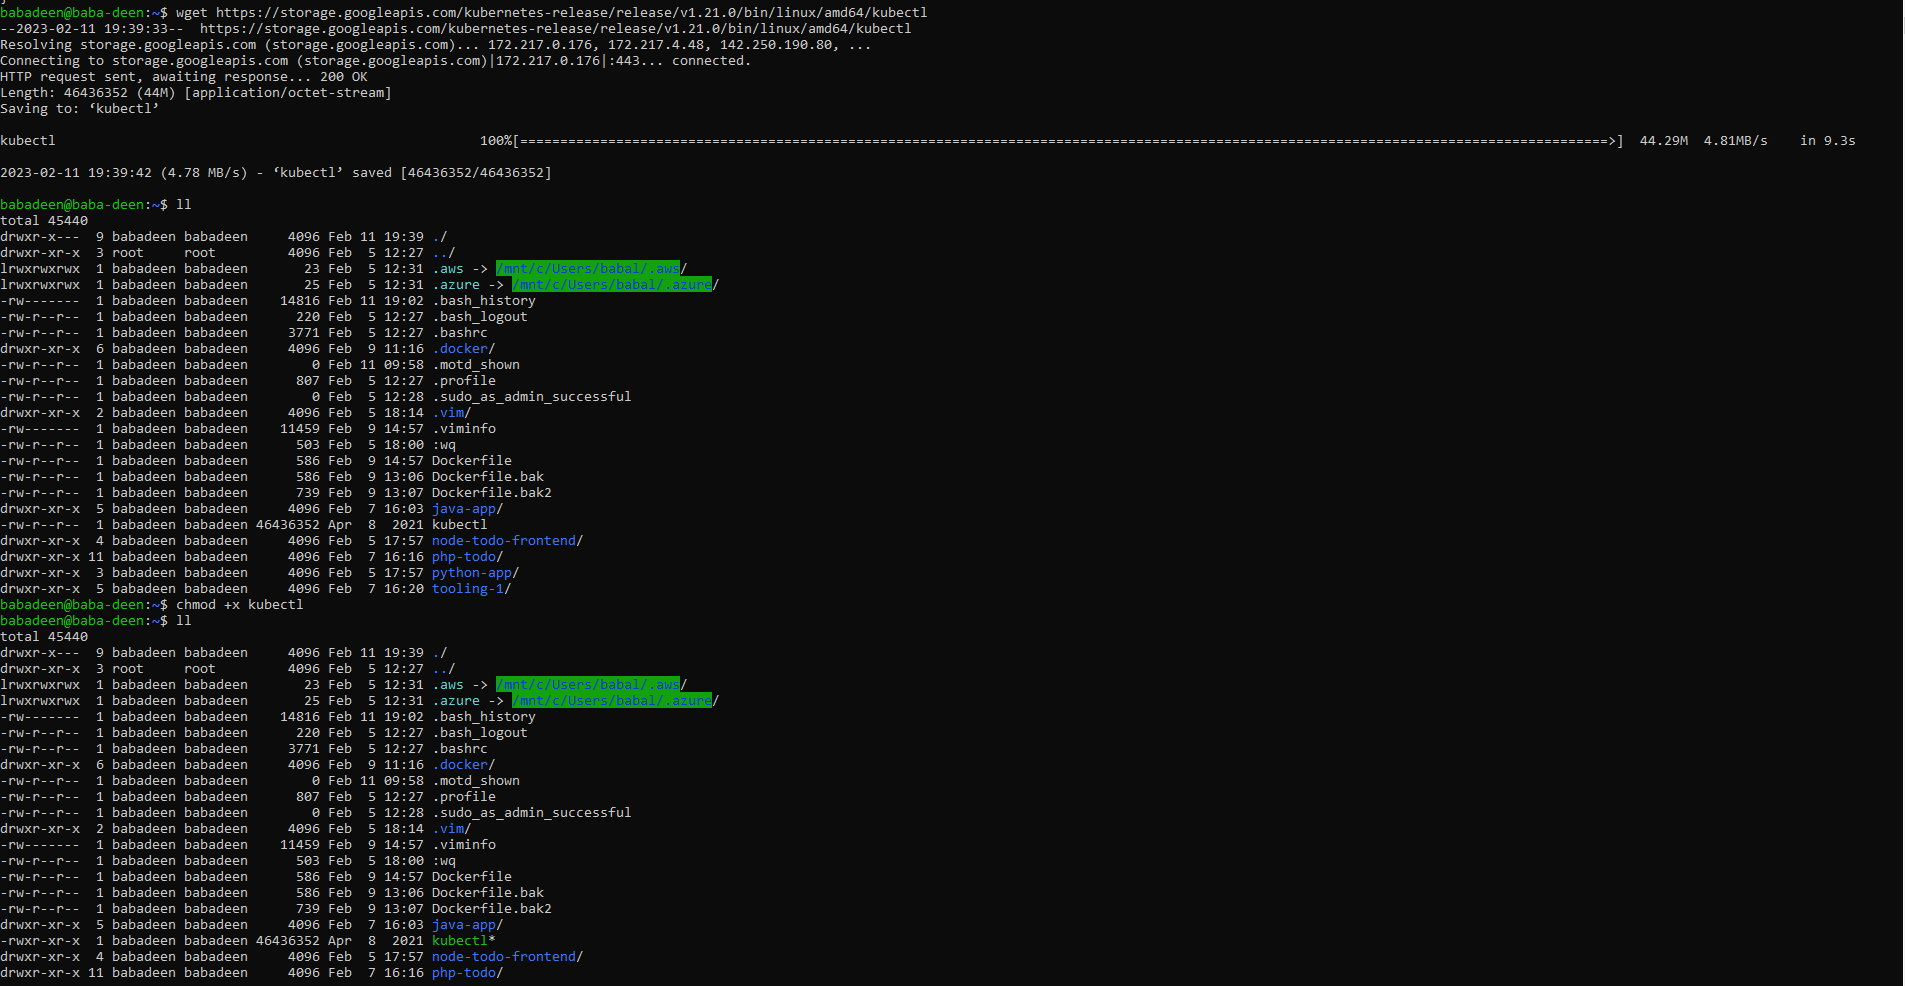 babadeen@baba-deen:~$ wget https://storage.googleapis.com/kubernetes-release/release/v1.21.0/bin/linux/amd64/kubectl
--2023-02-11 19:39:33--  https://storage.googleapis.com/kubernetes-release/release/v1.21.0/bin/linux/amd64/kubectl
Resolving storage.googleapis.com (storage.googleapis.com)... 172.217.0.176, 172.217.4.48, 142.250.190.80, ...
Connecting to storage.googleapis.com (storage.googleapis.com)|172.217.0.176|:443... connected.
HTTP request sent, awaiting response... 200 OK
Length: 46436352 (44M) [application/octet-stream]
Saving to: ‘kubectl’
kubectl 100%[========================================================================================================================================>] 44.29M 4.81MB/s in 9.3s
2023-02-11 19:39:42 (4.78 MB/s) - ‘kubectl’ saved [46436352/46436352]
babadeen@baba-deen:~$ ll
total 45440
drwxr-x---  9 babadeen babadeen     4096 Feb 11 19:39 ./
drwxr-xr-x  3 root     root         4096 Feb  5 12:27 ../
lrwxrwxrwx  1 babadeen babadeen       23 Feb  5 12:31 .aws -> /mnt/c/Users/babal/.aws/
lrwxrwxrwx  1 babadeen babadeen       25 Feb  5 12:31 .azure -> /mnt/c/Users/babal/.azure/
-rw-------  1 babadeen babadeen    14816 Feb 11 19:02 .bash_history
-rw-r--r--  1 babadeen babadeen      220 Feb  5 12:27 .bash_logout
-rw-r--r--  1 babadeen babadeen     3771 Feb  5 12:27 .bashrc
drwxr-xr-x  6 babadeen babadeen     4096 Feb  9 11:16 .docker/
-rw-r--r--  1 babadeen babadeen        0 Feb 11 09:58 .motd_shown
-rw-r--r--  1 babadeen babadeen      807 Feb  5 12:27 .profile
-rw-r--r--  1 babadeen babadeen        0 Feb  5 12:28 .sudo_as_admin_successful
drwxr-xr-x  2 babadeen babadeen     4096 Feb  5 18:14 .vim/
-rw-------  1 babadeen babadeen    11459 Feb  9 14:57 .viminfo
-rw-r--r--  1 babadeen babadeen      503 Feb  5 18:00 :wq
-rw-r--r--  1 babadeen babadeen      586 Feb  9 14:57 Dockerfile
-rw-r--r--  1 babadeen babadeen      586 Feb  9 13:06 Dockerfile.bak
-rw-r--r--  1 babadeen babadeen      739 Feb  9 13:07 Dockerfile.bak2
drwxr-xr-x  5 babadeen babadeen     4096 Feb  7 16:03 java-app/
-rw-r--r--  1 babadeen babadeen 46436352 Apr  8  2021 kubectl
drwxr-xr-x  4 babadeen babadeen     4096 Feb  5 17:57 node-todo-frontend/
drwxr-xr-x 11 babadeen babadeen     4096 Feb  7 16:16 php-todo/
drwxr-xr-x  3 babadeen babadeen     4096 Feb  5 17:57 python-app/
drwxr-xr-x  5 babadeen babadeen     4096 Feb  7 16:20 tooling-1/
babadeen@baba-deen:~$ chmod +x kubectl
babadeen@baba-deen:~$ ll
total 45440
drwxr-x---  9 babadeen babadeen     4096 Feb 11 19:39 ./
drwxr-xr-x  3 root     root         4096 Feb  5 12:27 ../
lrwxrwxrwx  1 babadeen babadeen       23 Feb  5 12:31 .aws -> /mnt/c/Users/babal/.aws/
lrwxrwxrwx  1 babadeen babadeen       25 Feb  5 12:31 .azure -> /mnt/c/Users/babal/.azure/
-rw-------  1 babadeen babadeen    14816 Feb 11 19:02 .bash_history
-rw-r--r--  1 babadeen babadeen      220 Feb  5 12:27 .bash_logout
-rw-r--r--  1 babadeen babadeen     3771 Feb  5 12:27 .bashrc
drwxr-xr-x  6 babadeen babadeen     4096 Feb  9 11:16 .docker/
-rw-r--r--  1 babadeen babadeen        0 Feb 11 09:58 .motd_shown
-rw-r--r--  1 babadeen babadeen      807 Feb  5 12:27 .profile
-rw-r--r--  1 babadeen babadeen        0 Feb  5 12:28 .sudo_as_admin_successful
drwxr-xr-x  2 babadeen babadeen     4096 Feb  5 18:14 .vim/
-rw-------  1 babadeen babadeen    11459 Feb  9 14:57 .viminfo
-rw-r--r--  1 babadeen babadeen      503 Feb  5 18:00 :wq
-rw-r--r--  1 babadeen babadeen      586 Feb  9 14:57 Dockerfile
-rw-r--r--  1 babadeen babadeen      586 Feb  9 13:06 Dockerfile.bak
-rw-r--r--  1 babadeen babadeen      739 Feb  9 13:07 Dockerfile.bak2
drwxr-xr-x  5 babadeen babadeen     4096 Feb  7 16:03 java-app/
-rwxr-xr-x  1 babadeen babadeen 46436352 Apr  8  2021 kubectl*
drwxr-xr-x  4 babadeen babadeen     4096 Feb  5 17:57 node-todo-frontend/
drwxr-xr-x 11 babadeen babadeen     4096 Feb  7 16:16 php-todo/